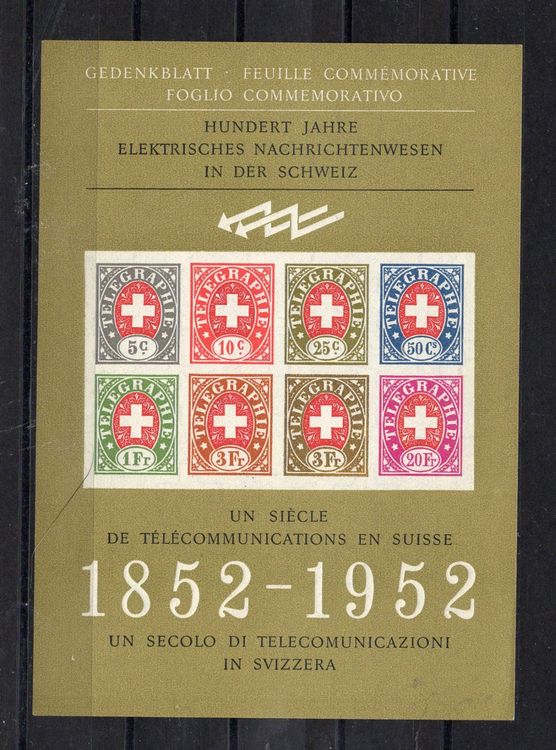 GEDENKBLATT · FEUILLE COMMÉMORATIVE
FOGLIO COMMEMORATIVO
HUNDERT JAHRE
ELEKTRISCHES NACHRICHTENWESEN
IN DER SCHWEIZ
TELEGRAPHIE
5c.
TELEGRAPHIE
10c.
TELEGRAPHIE
25c.
TELEGRAPHIE
50Cs
TELEGRAPHIE
1Fr
TELEGRAPHIE
3Fr
TELEGRAPHIE
3Fr
TELEGRAPHIE
20Fr
UN SIÈCLE
DE TÉLÉCOMMUNICATIONS EN SUISSE
1852-1952
UN SECOLO DI TELECOMUNICAZIONI
IN SVIZZERA